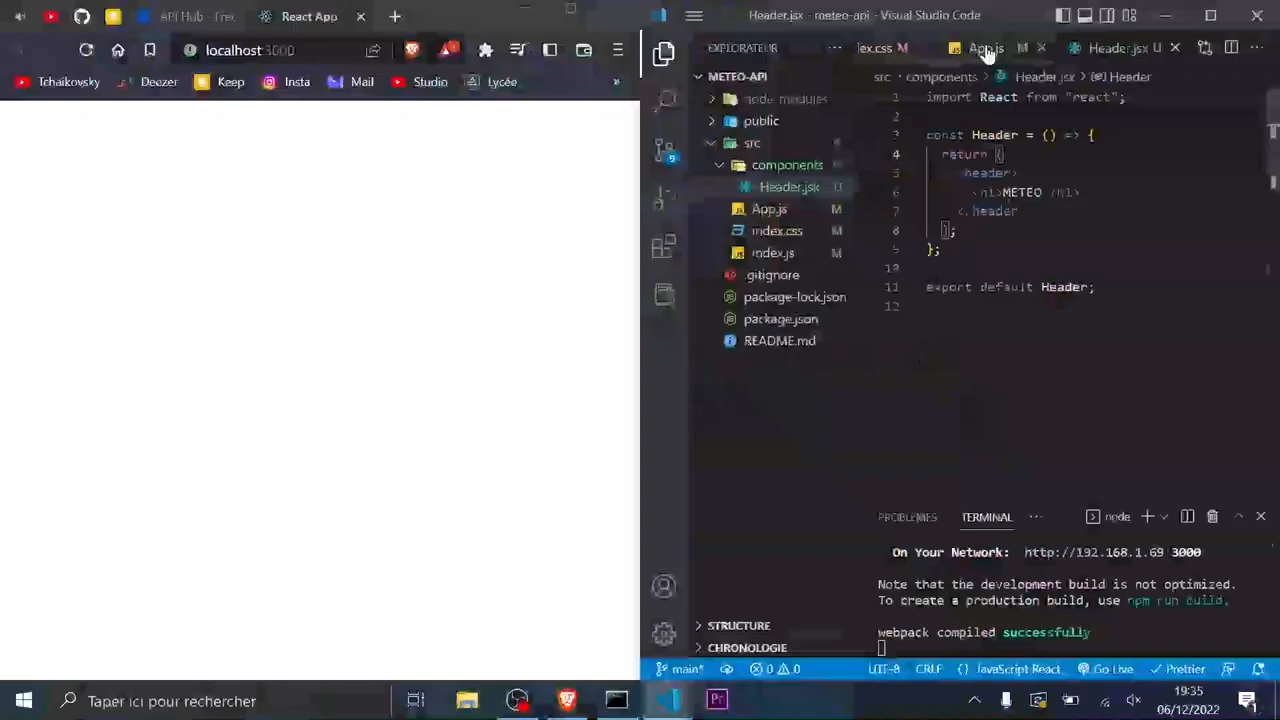 API Hub - (Tre
React App
Header.jsx - meteo-api - Visual Studio Code
localhost:3000
EXPLORATEUR
ex.css M
App.js M
Header.jsx U
Tchaikovsky
Deezer
Keep
Insta
Mail
Studio
Lycée
»
METEO-API
src > components > Header.jsx > Header
node_modules
public
src
components
Header.jsx U
App.js M
index.css M
index.js M
.gitignore
package-lock.json
package.json
README.md
1 import React from "react";
2
3 const Header = () => {
4 return (
5 <header>
6 <h1>METEO </h1>
7 </header
8 );
9 };
10
11 export default Header;
12
PROBLÈMES
TERMINAL
node
On Your Network: http://192.168.1.69:3000
Note that the development build is not optimized.
To create a production build, use npm run build.
webpack compiled successfully
STRUCTURE
CHRONOLOGIE
main*
0
0
UTF-8
CRLF
{} JavaScript React
Go Live
Prettier
Taper ici pour rechercher
Pr
19:35
06/12/2022